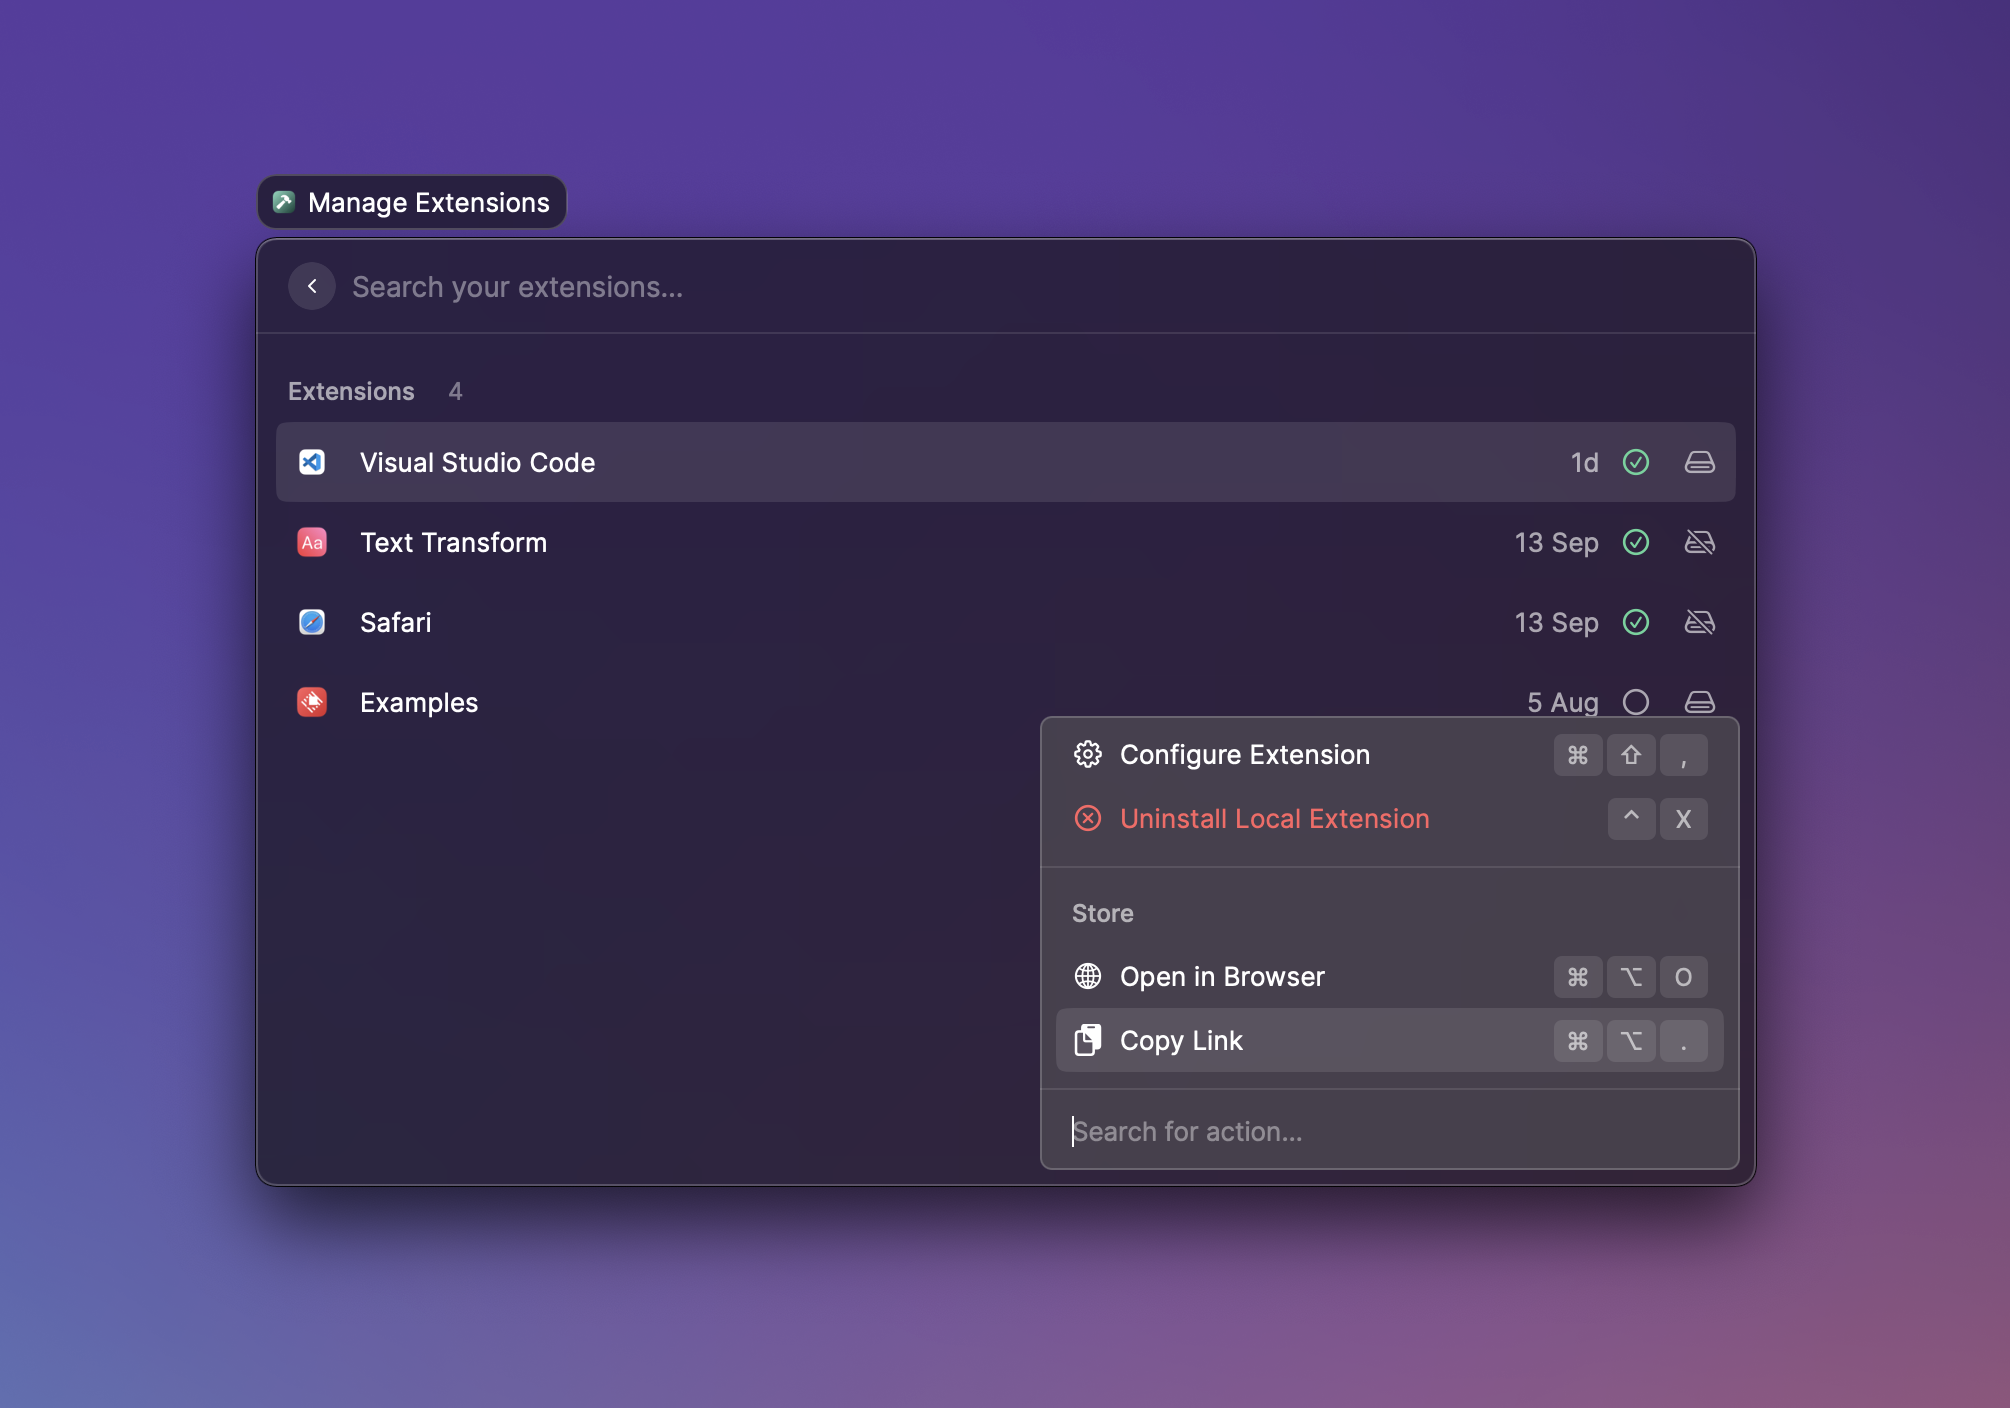 Manage Extensions
Search your extensions...
Extensions 4
Visual Studio Code 1d
Aa Text Transform 13 Sep
Safari 13 Sep
Examples 5 Aug
Configure Extension ⌘ ⇧ ,
Uninstall Local Extension ^ X
Store
Open in Browser ⌘ ⌥ O
Copy Link ⌘ ⌥ .
Search for action...